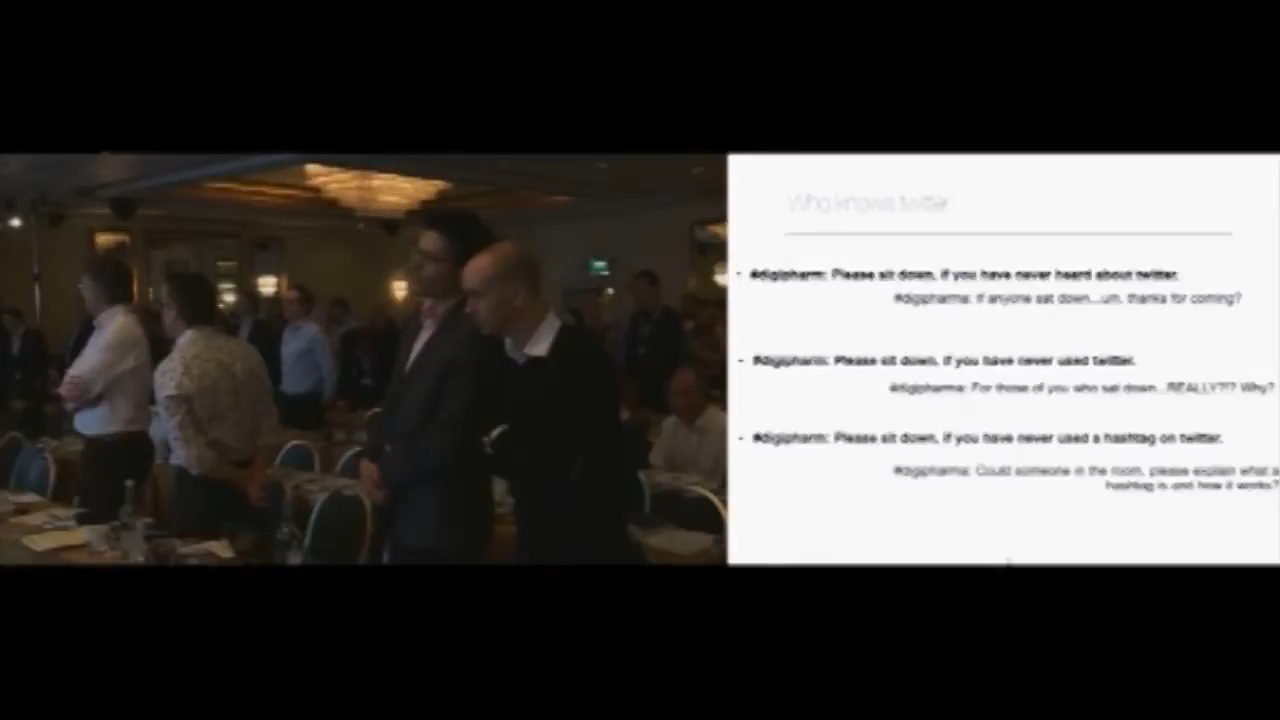 Who knows twitter
- #digipharm: Please sit down, if you have never heard about twitter.
#digipharma: If anyone sat down...um, thanks for coming?
- #digipharm: Please sit down, if you have never used twitter.
#digipharma: For those of you who sat down...REALLY?!? Why?
- #digipharm: Please sit down, if you have never used a hashtag on twitter.
#digipharma: Could someone in the room, please explain what a
hashtag is and how it works?